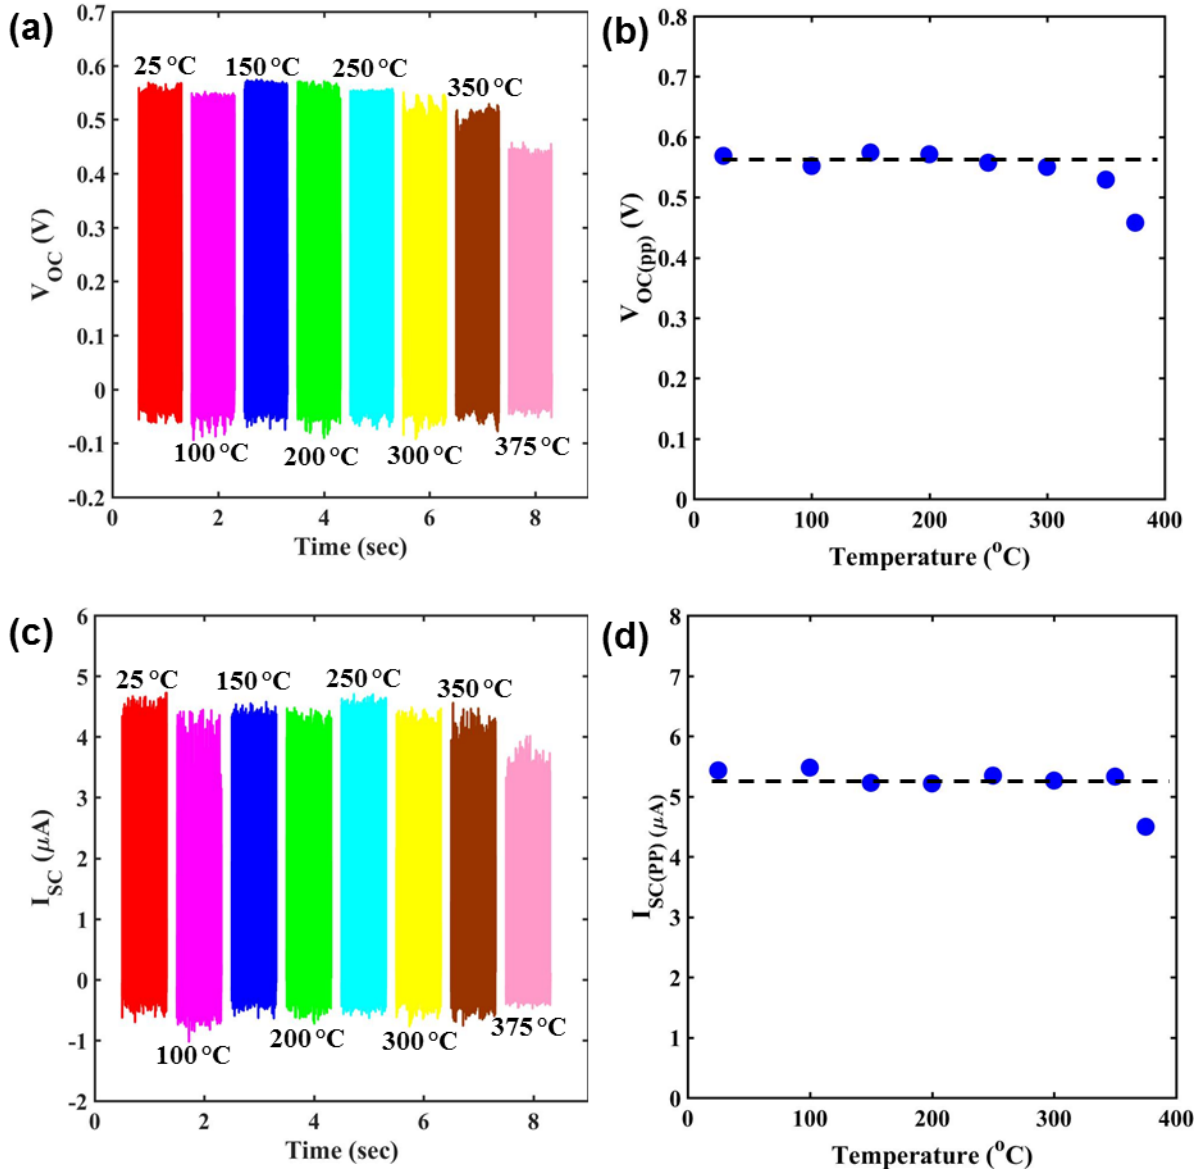 (a)
0.7
0.6
0.5
0.4
0.3
0.2
0.1
0
-0.1
-0.2
V_OC (V)
25 °C
150 °C
250 °C
350 °C
100 °C
200 °C
300 °C
375 °C
0 2 4 6 8
Time (sec)
(b)
0.8
0.7
0.6
0.5
0.4
0.3
0.2
0.1
0
V_OC(pp) (V)
0 100 200 300 400
Temperature (°C)
(c)
6
5
4
3
2
1
0
-1
-2
I_SC (μA)
25 °C
150 °C
250 °C
350 °C
100 °C
200 °C
300 °C
375 °C
0 2 4 6 8
Time (sec)
(d)
8
7
6
5
4
3
2
1
0
I_SC(PP) (μA)
0 100 200 300 400
Temperature (°C)